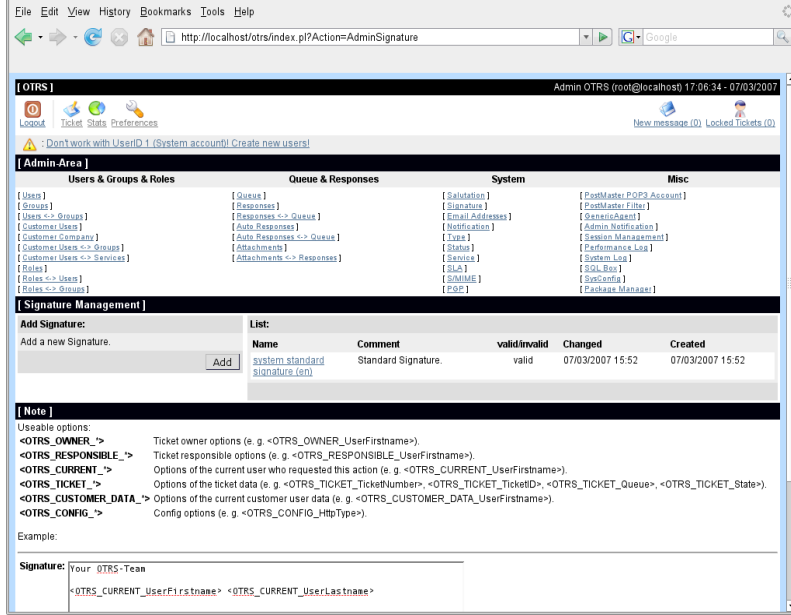 File Edit View History Bookmarks Tools Help
http://localhost/otrs/index.pl?Action=AdminSignature
G Google
[ OTRS ] Admin OTRS (root@localhost) 17:06:34 - 07/03/2007
Logout Ticket Stats Preferences New message (0) Locked Tickets (0)
: Don't work with UserID 1 (System account)! Create new users!
[ Admin-Area ]
Users & Groups & Roles Queue & Responses System Misc
[ Users ] [ Queue ] [ Salutation ] [ PostMaster POP3 Account ]
[ Groups ] [ Responses ] [ Signature ] [ PostMaster Filter ]
[ Users <-> Groups ] [ Responses <-> Queue ] [ Email Addresses ] [ GenericAgent ]
[ Customer Users ] [ Auto Responses ] [ Notification ] [ Admin Notification ]
[ Customer Company ] [ Auto Responses <-> Queue ] [ Type ] [ Session Management ]
[ Customer Users <-> Groups ] [ Attachments ] [ Status ] [ Performance Log ]
[ Customer Users <-> Services ] [ Attachments <-> Responses ] [ Service ] [ System Log ]
[ Roles ] [ SLA ] [ SQL Box ]
[ Roles <-> Users ] [ S/MIME ] [ SysConfig ]
[ Roles <-> Groups ] [ PGP ] [ Package Manager ]
[ Signature Management ]
Add Signature: List:
Add a new Signature. Name Comment valid/invalid Changed Created
Add system standard Standard Signature. valid 07/03/2007 15:52 07/03/2007 15:52
signature (en)
[ Note ]
Useable options:
<OTRS_OWNER_*> Ticket owner options (e. g. <OTRS_OWNER_UserFirstname>).
<OTRS_RESPONSIBLE_*> Ticket responsible options (e. g. <OTRS_RESPONSIBLE_UserFirstname>).
<OTRS_CURRENT_*> Options of the current user who requested this action (e. g. <OTRS_CURRENT_UserFirstname>).
<OTRS_TICKET_*> Options of the ticket data (e. g. <OTRS_TICKET_TicketNumber>, <OTRS_TICKET_TicketID>, <OTRS_TICKET_Queue>, <OTRS_TICKET_State>).
<OTRS_CUSTOMER_DATA_*> Options of the current customer user data (e. g. <OTRS_CUSTOMER_DATA_UserFirstname>).
<OTRS_CONFIG_*> Config options (e. g. <OTRS_CONFIG_HttpType>).
Example:
Signature: Your OTRS-Team
<OTRS_CURRENT_UserFirstname> <OTRS_CURRENT_UserLastname>